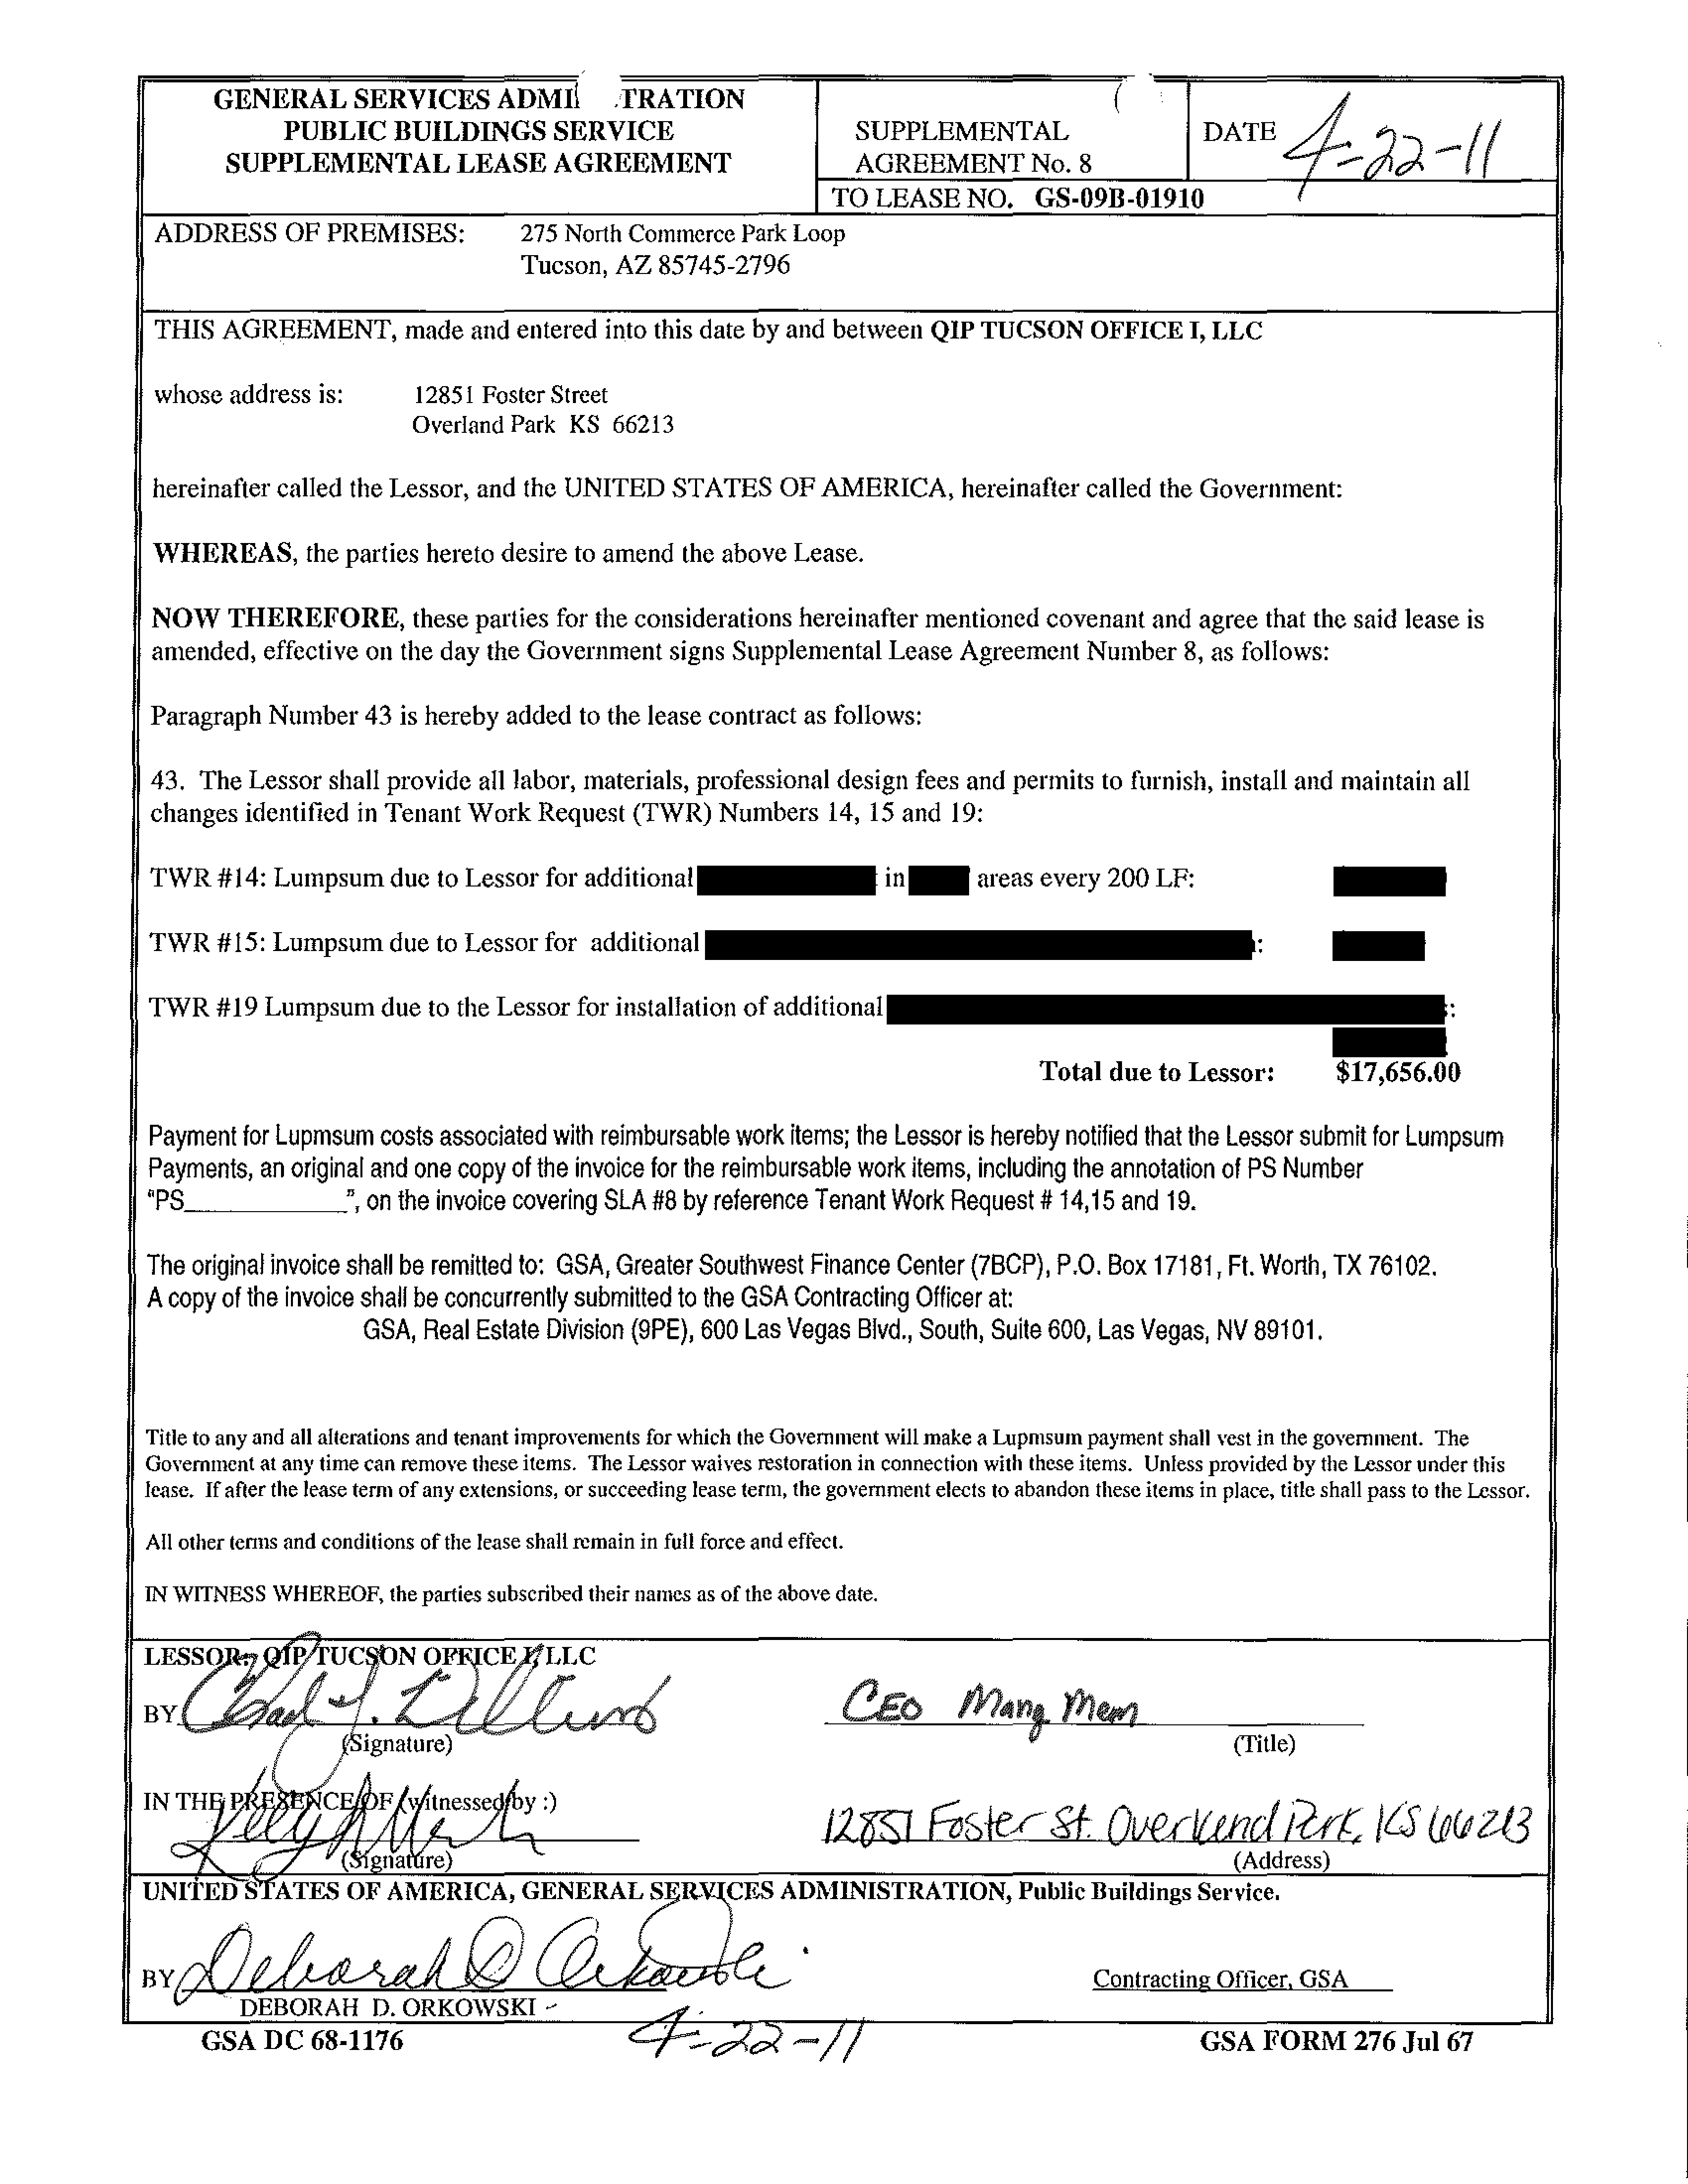 GENERAL SERVICES ADMI TRATION
PUBLIC BUILDINGS SERVICE
SUPPLEMENTAL LEASE AGREEMENT
SUPPLEMENTAL
AGREEMENT No. 8
DATE 4-22-11
TO LEASE NO. GS-09B-01910
ADDRESS OF PREMISES: 275 North Commerce Park Loop
Tucson, AZ 85745-2796
THIS AGREEMENT, made and entered into this date by and between QIP TUCSON OFFICE I, LLC
whose address is: 12851 Foster Street
Overland Park KS 66213
hereinafter called the Lessor, and the UNITED STATES OF AMERICA, hereinafter called the Government:
WHEREAS, the parties hereto desire to amend the above Lease.
NOW THEREFORE, these parties for the considerations hereinafter mentioned covenant and agree that the said lease is
amended, effective on the day the Government signs Supplemental Lease Agreement Number 8, as follows:
Paragraph Number 43 is hereby added to the lease contract as follows:
43. The Lessor shall provide all labor, materials, professional design fees and permits to furnish, install and maintain all
changes identified in Tenant Work Request (TWR) Numbers 14, 15 and 19:
TWR #14: Lumpsum due to Lessor for additional in areas every 200 LF:
TWR #15: Lumpsum due to Lessor for additional :
TWR #19 Lumpsum due to the Lessor for installation of additional :
Total due to Lessor: $17,656.00
Payment for Lupmsum costs associated with reimbursable work items; the Lessor is hereby notified that the Lessor submit for Lumpsum
Payments, an original and one copy of the invoice for the reimbursable work items, including the annotation of PS Number
“PS____________”, on the invoice covering SLA #8 by reference Tenant Work Request # 14,15 and 19.
The original invoice shall be remitted to: GSA, Greater Southwest Finance Center (7BCP), P.O. Box 17181, Ft. Worth, TX 76102.
A copy of the invoice shall be concurrently submitted to the GSA Contracting Officer at:
GSA, Real Estate Division (9PE), 600 Las Vegas Blvd., South, Suite 600, Las Vegas, NV 89101.
Title to any and all alterations and tenant improvements for which the Government will make a Lupmsum payment shall vest in the government. The
Government at any time can remove these items. The Lessor waives restoration in connection with these items. Unless provided by the Lessor under this
lease. If after the lease term of any extensions, or succeeding lease term, the government elects to abandon these items in place, title shall pass to the Lessor.
All other terms and conditions of the lease shall remain in full force and effect.
IN WITNESS WHEREOF, the parties subscribed their names as of the above date.
LESSOR: QIP TUCSON OFFICE I, LLC
BY CEO Mang Mem
(Signature) (Title)
IN THE PRESENCE OF (witnessed by :)
12851 Foster St. Overland Park, KS 66213
(Signature) (Address)
UNITED STATES OF AMERICA, GENERAL SERVICES ADMINISTRATION, Public Buildings Service.
BY Deborah D Orkowski Contracting Officer, GSA
DEBORAH D. ORKOWSKI
4-22-11
GSA DC 68-1176 GSA FORM 276 Jul 67